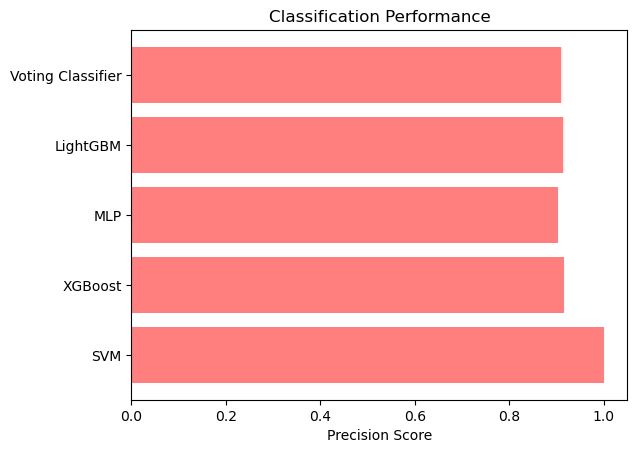 Classification Performance
Voting Classifier
LightGBM
MLP
XGBoost
SVM
0.0 0.2 0.4 0.6 0.8 1.0
Precision Score